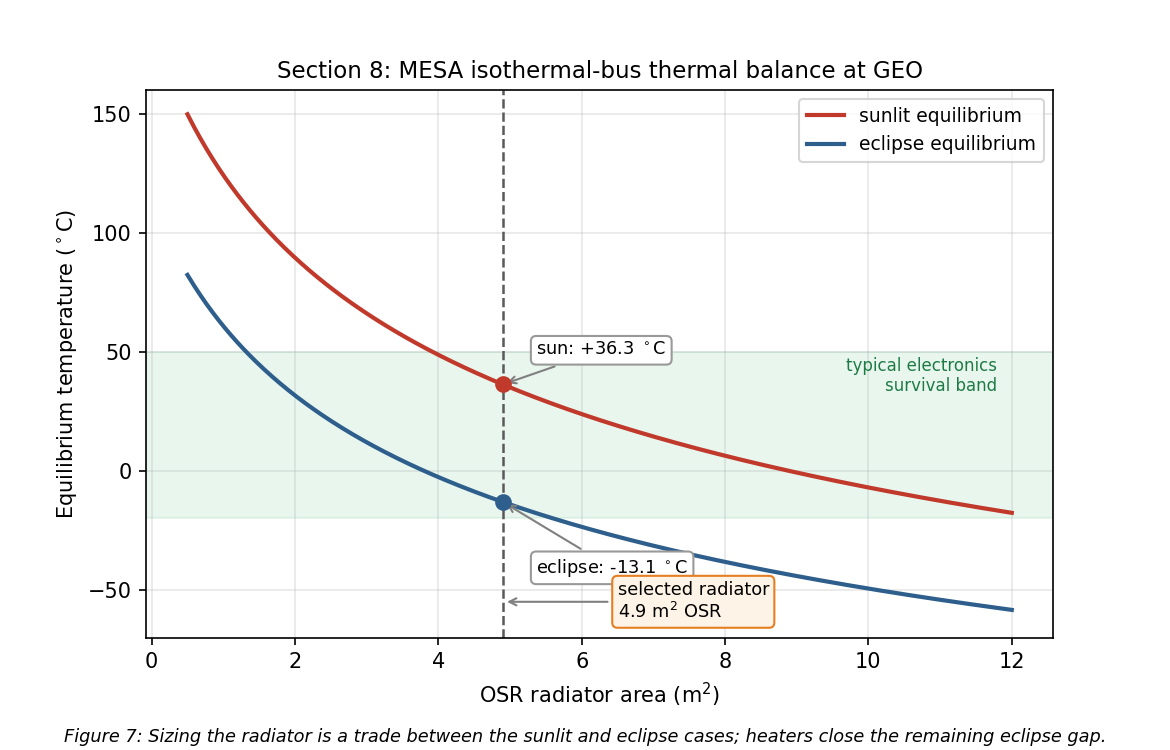 Section 8: MESA isothermal-bus thermal balance at GEO
sunlit equilibrium
eclipse equilibrium
Equilibrium temperature (°C)
150
100
50
0
−50
sun: +36.3 °C
typical electronics
survival band
eclipse: -13.1 °C
selected radiator
4.9 m² OSR
0 2 4 6 8 10 12
OSR radiator area (m²)
Figure 7: Sizing the radiator is a trade between the sunlit and eclipse cases; heaters close the remaining eclipse gap.